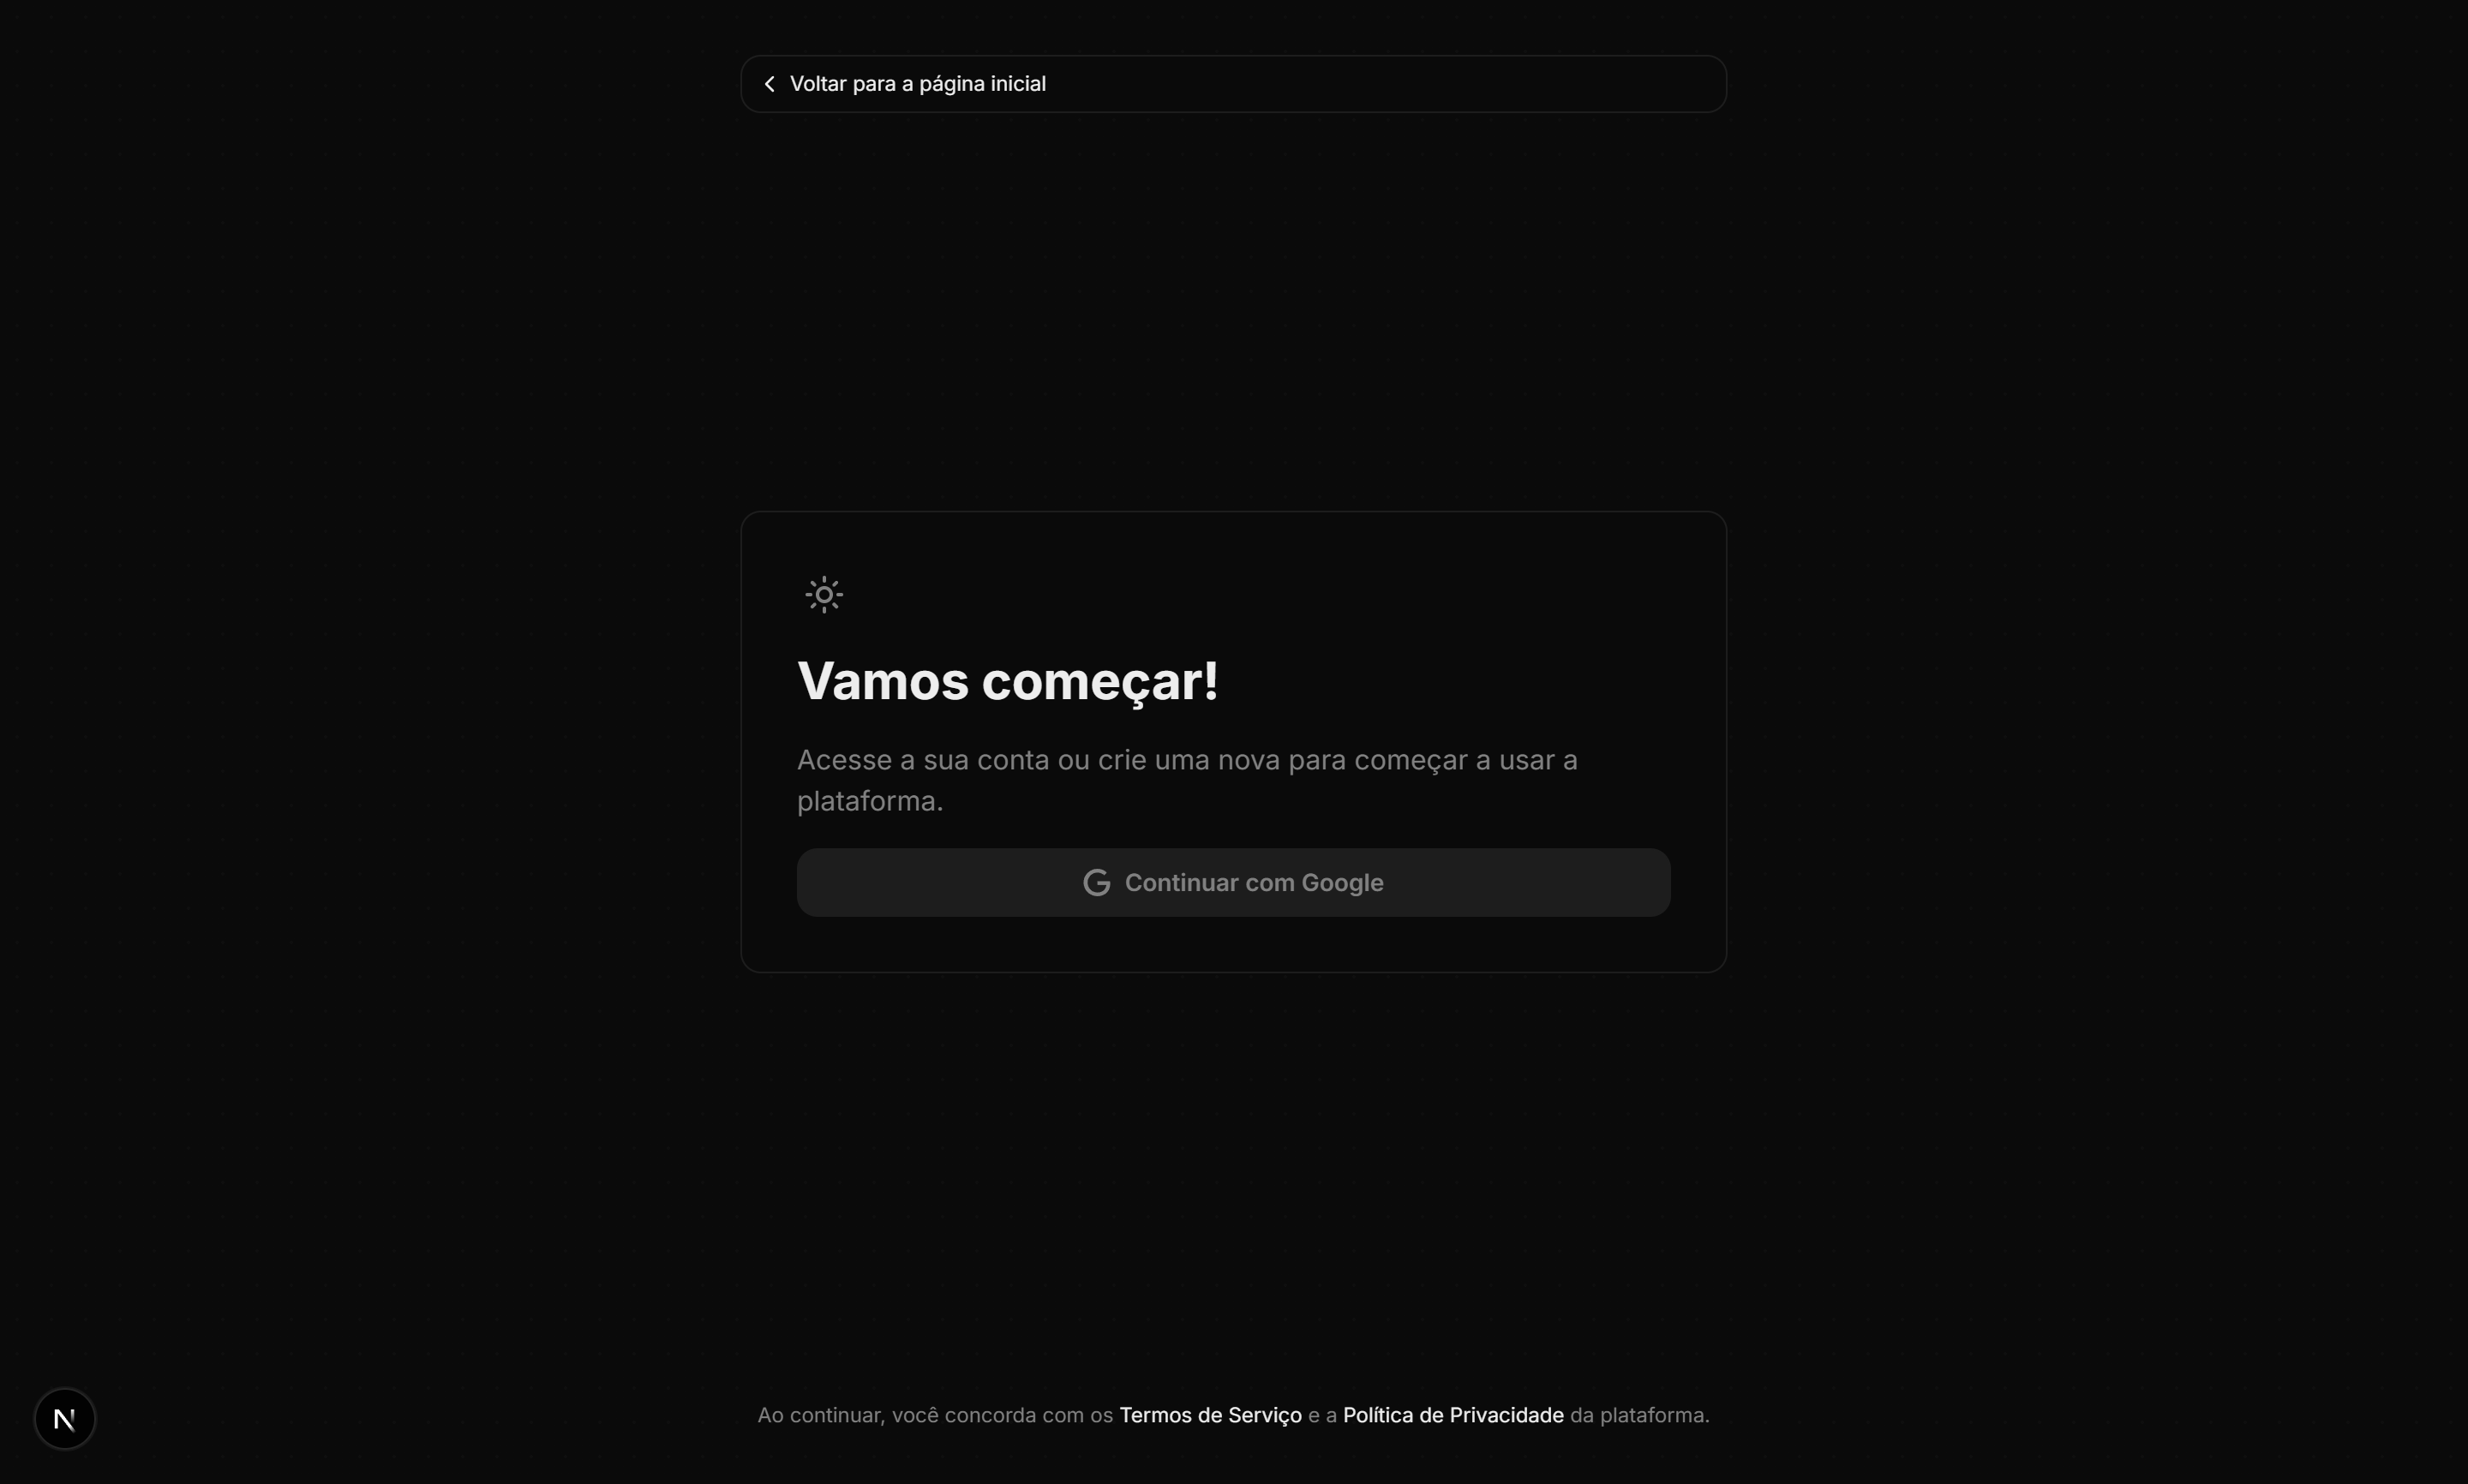 Voltar para a página inicial
Vamos começar!
Acesse a sua conta ou crie uma nova para começar a usar a
plataforma.
Continuar com Google
Ao continuar, você concorda com os Termos de Serviço e a Política de Privacidade da plataforma.
N